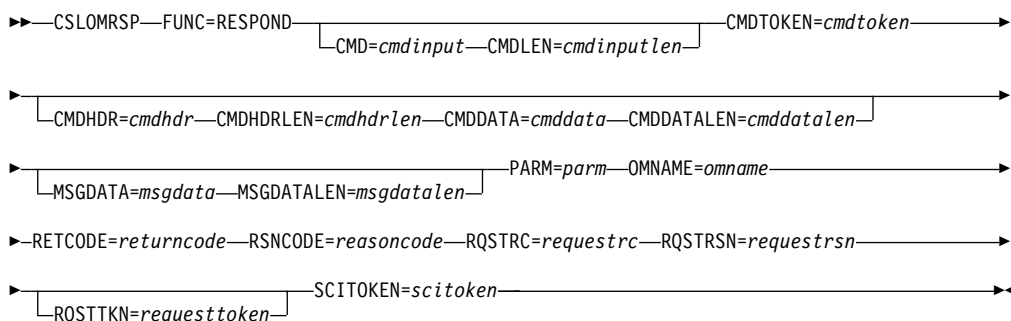 CSLOMRSP FUNC=RESPOND CMDTOKEN=cmdtoken
CMD=cmdinput CMDLEN=cmdinputlen
CMDHDR=cmdhdr CMDHDRLEN=cmdhdrlen CMDDATA=cmddata CMDDATALEN=cmddatalen
PARM=parm OMNAME=omname
MSGDATA=msgdata MSGDATALEN=msgdatalen
RETCODE=returncode RSNCODE=reasoncode RQSTRC=requestrc RQSTRSN=requestrsn
SCITOKEN=scitoken
RQSTTKN=requesttoken